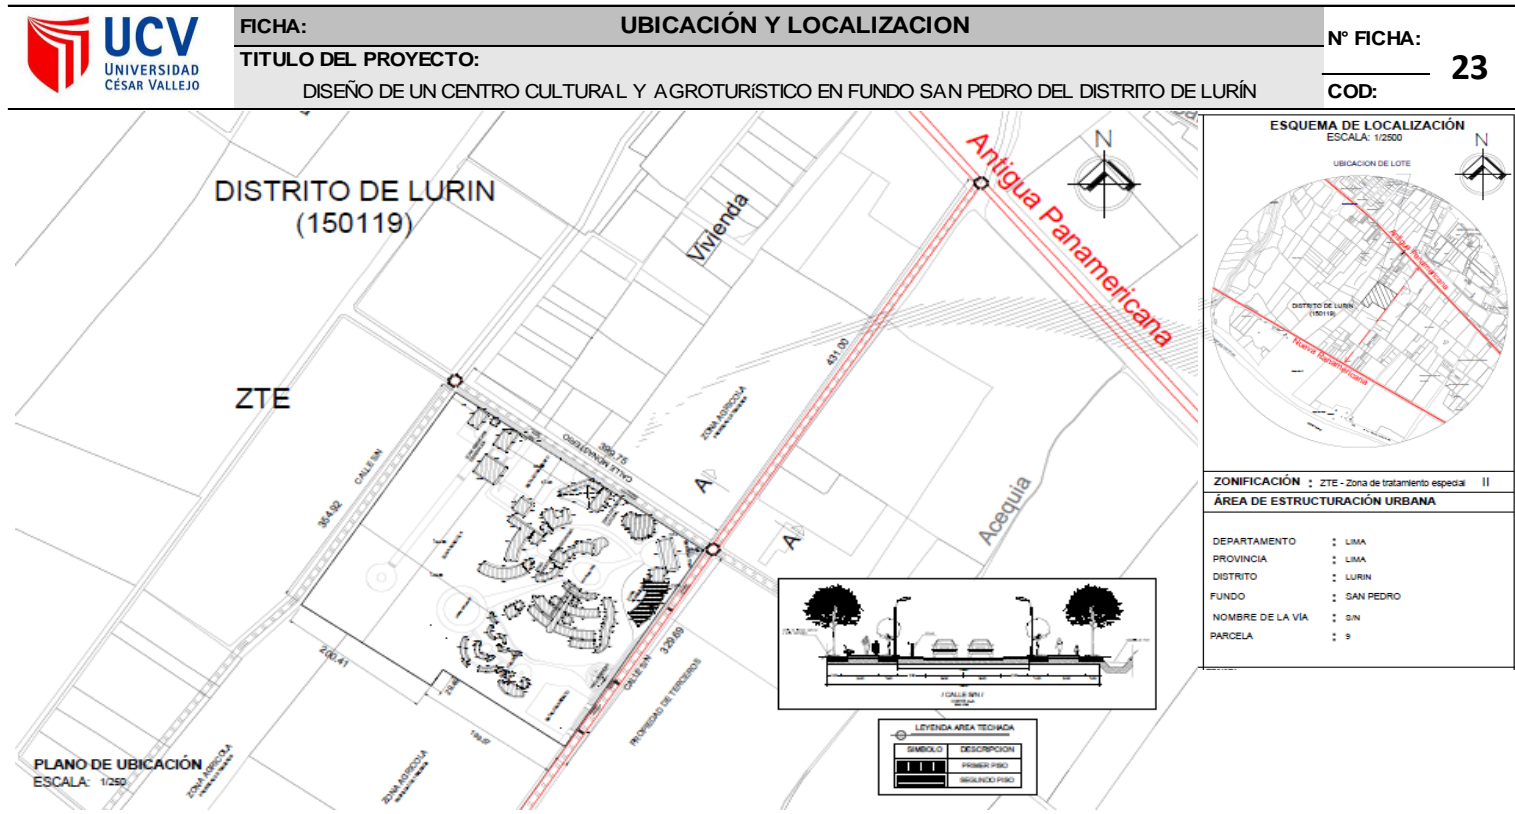 UCV
UNIVERSIDAD
CÉSAR VALLEJO
FICHA:
UBICACIÓN Y LOCALIZACION
TITULO DEL PROYECTO:
DISEÑO DE UN CENTRO CULTURAL Y AGROTURíSTICO EN FUNDO SAN PEDRO DEL DISTRITO DE LURÍN
N° FICHA:
23
COD:
DISTRITO DE LURIN
(150119)
Vivienda
Antigua Panamericana
N
ZTE
CALLE S/N
354.92
399.75
CALLE MONASTERIO
ZONA AGRICOLA
431.00
A
A
Acequia
200.41
329.69
CALLE S/N
PROPIEDAD DE TERCEROS
ZONA AGRICOLA
ZONA AGRICOLA
PLANO DE UBICACIÓN
ESCALA: 1/250
/ CALLE S/N /
LEYENDA AREA TECHADA
SIMBOLO DESCRIPCION
PRIMER PISO
SEGUNDO PISO
ESQUEMA DE LOCALIZACIÓN
ESCALA: 1/2500
N
UBICACION DE LOTE
Antigua Panamericana
DISTRITO DE LURIN
(150119)
Nueva Panamericana
ZONIFICACIÓN : ZTE - Zona de tratamiento especial II
ÁREA DE ESTRUCTURACIÓN URBANA
DEPARTAMENTO : LIMA
PROVINCIA : LIMA
DISTRITO : LURIN
FUNDO : SAN PEDRO
NOMBRE DE LA VÍA : S/N
PARCELA : 9